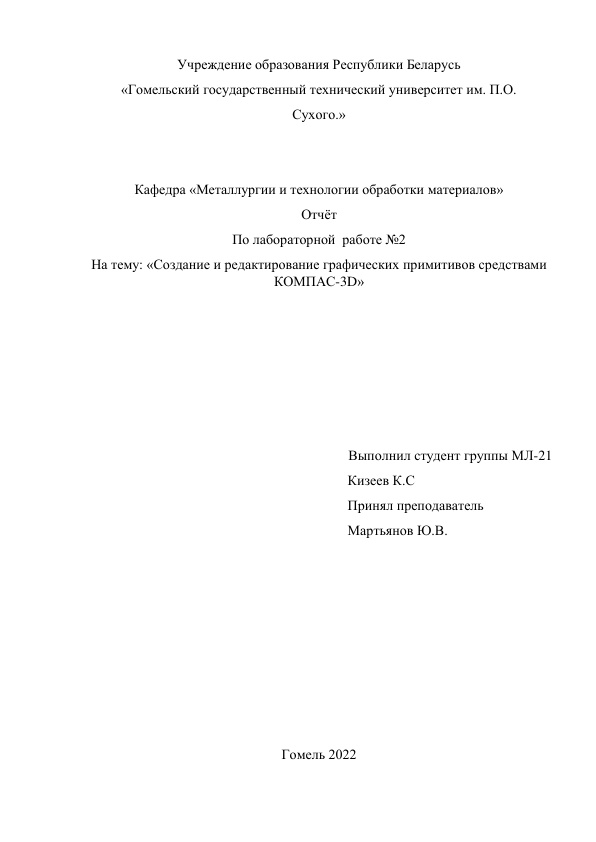 Учреждение образования Республики Беларусь
«Гомельский государственный технический университет им. П.О.
Сухого.»
Кафедра «Металлургии и технологии обработки материалов»
Отчёт
По лабораторной  работе №2
На тему: «Создание и редактирование графических примитивов средствами
КОМПАС-3D»
Выполнил студент группы МЛ-21
Кизеев К.С
Принял преподаватель
Мартьянов Ю.В.
Гомель 2022